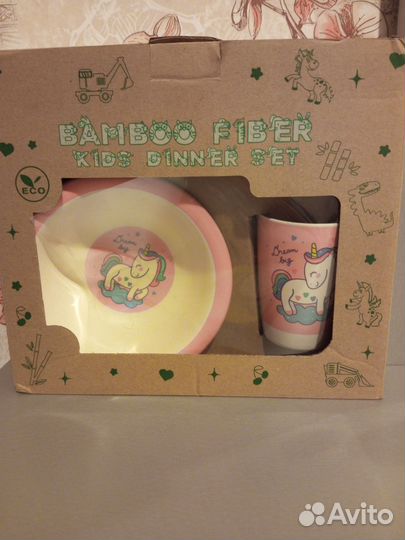 BAMBOO FIBER
KIDS DINNER SET
ECO
Dream
big
Dream
big
Avito